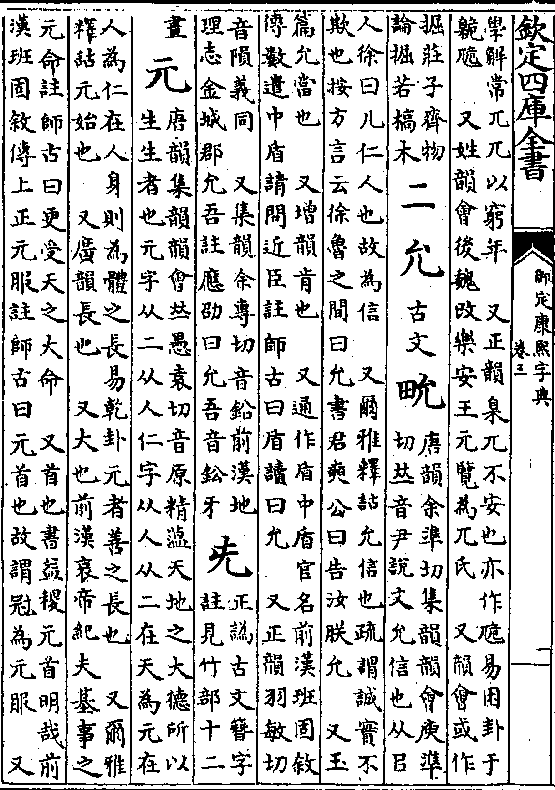 欽定四庫全書
御定康熙字典
卷三
學解常兀兀以窮年　又正韻臬兀不安也亦作卼易困卦于
臲卼　又姓韻會後魏改樂安王元覽為兀氏　又韻會或作
掘莊子齊物
論掘若槁木
二允 古文㽙
唐韻余準切集韻韻會庾準
切𠀤音尹說文允信也从㠯
人徐曰儿仁人也故為信　又爾雅釋詁允信也疏謂誠實不
欺也按方言云徐魯之間曰允書君奭公曰告汝朕允　又玉
篇允當也　又增韻肯也　又通作盾中盾官名前漢班固敘
傳數遣中盾請問近臣註師古曰盾讀曰允　又正韻羽敏切
音隕義同　又集韻余專切音鉛前漢地
理志金城郡允吾註應劭曰允吾音鈆牙
兂
正譌古文簪字
註見竹部十二
畫
元
唐韻集韻韻會𠀤愚袁切音原精薀天地之大德所以
生生者也元字从二从人仁字从人从二在天為元在
人為仁在人身則為體之長易乾卦元者善之長也　又爾雅
釋詁元始也　又廣韻長也　又大也前漢哀帝紀夫基事之
元命註師古曰更受天之大命　又首也書益稷元首明哉前
漢班固敘傳上正元服註師古曰元首也故謂冠為元服　又